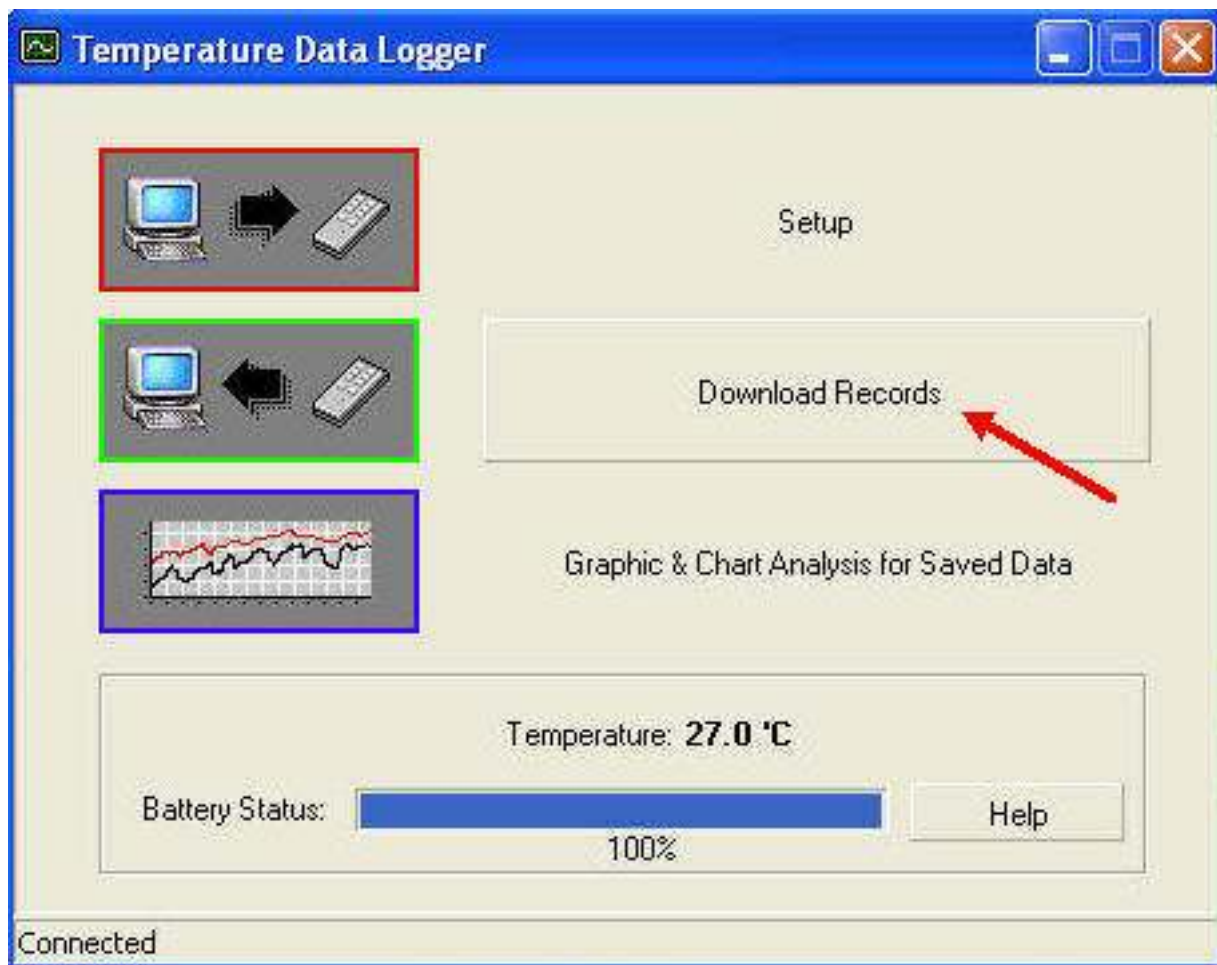 Temperature Data Logger
Setup
Download Records
Graphic & Chart Analysis for Saved Data
Temperature: 27.0 'C
Battery Status:
100%
Help
Connected